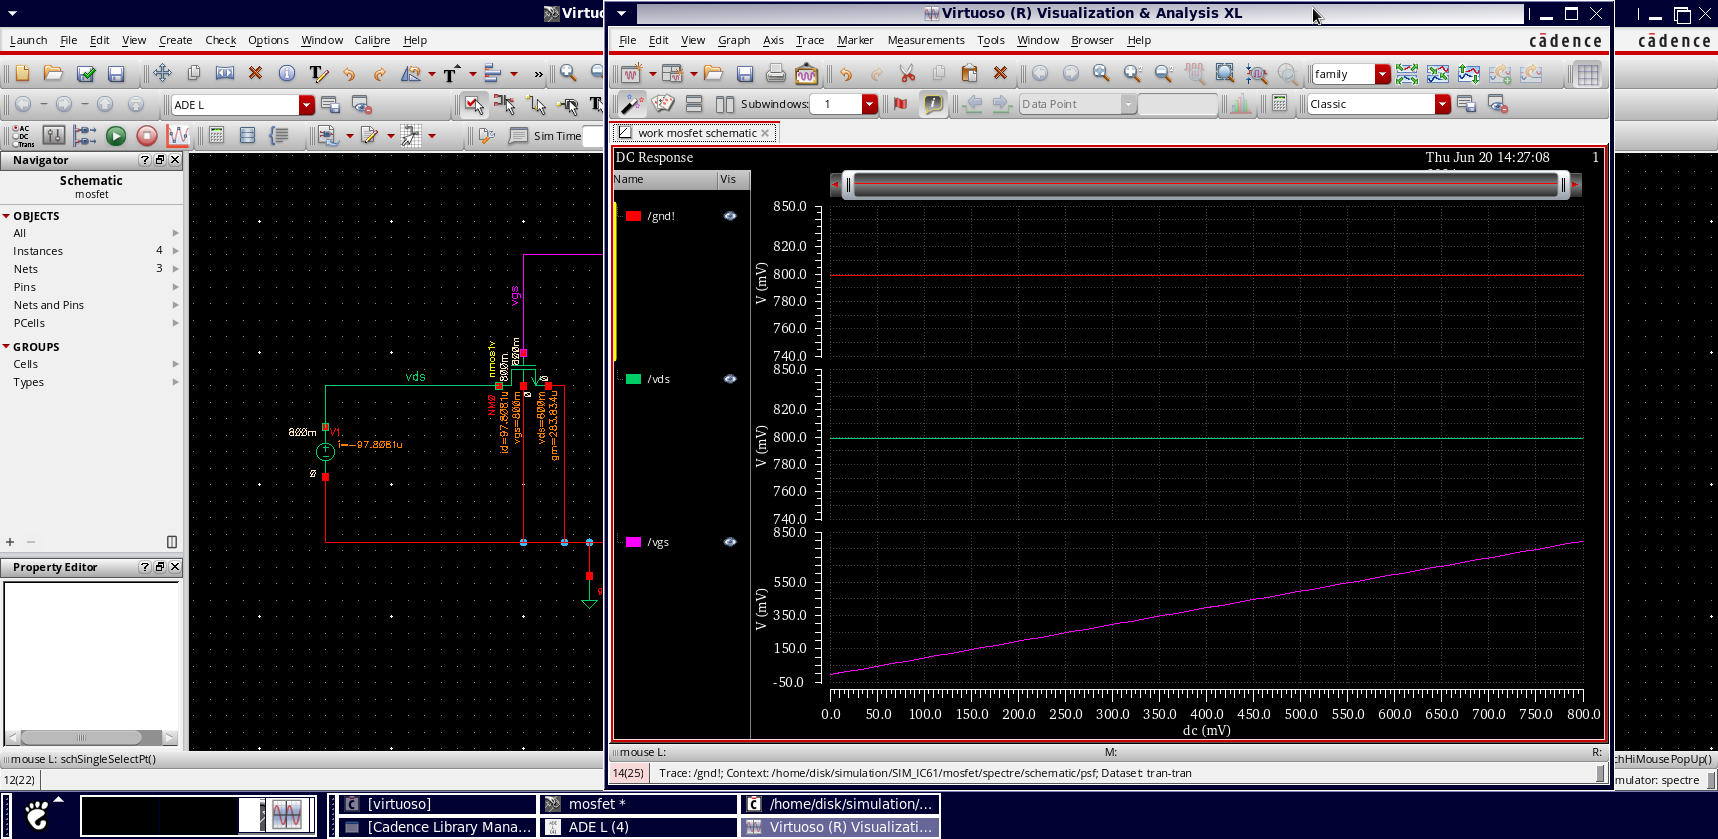 Virtuo
Launch File Edit View Create Check Options Window Calibre Help
ADE L
AC
DC
Trans
Sim Time
Navigator
Schematic
mosfet
OBJECTS
All
Instances 4
Nets 3
Pins
Nets and Pins
PCells
GROUPS
Cells
Types
Property Editor
mouse L: schSingleSelectPt()
12(22)
vgs
nmos1v
800m
800m
0
vds
NM0
id=97.8081u
vgs=800m
0
vds=800m
gm=283.834u
800m
V1
i=-97.8081u
0
Virtuoso (R) Visualization & Analysis XL
File Edit View Graph Axis Trace Marker Measurements Tools Window Browser Help
cādence
cādence
family
Subwindows: 1
Data Point
Classic
work mosfet schematic
DC Response
Thu Jun 20 14:27:08 1
Name Vis
/gnd!
/vds
/vgs
850.0
820.0
800.0
780.0
760.0
740.0
V (mV)
850.0
820.0
800.0
780.0
760.0
740.0
V (mV)
850.0
550.0
350.0
150.0
-50.0
V (mV)
0.0 50.0 100.0 150.0 200.0 250.0 300.0 350.0 400.0 450.0 500.0 550.0 600.0 650.0 700.0 750.0 800.0
dc (mV)
mouse L: M: R:
14(25) Trace: /gnd!; Context: /home/disk/simulation/SIM_IC61/mosfet/spectre/schematic/psf; Dataset: tran-tran
chHiMousePopUp()
mulator: spectre
[virtuoso] mosfet * /home/disk/simulation/...
[Cadence Library Mana... ADE L (4) Virtuoso (R) Visualizati...